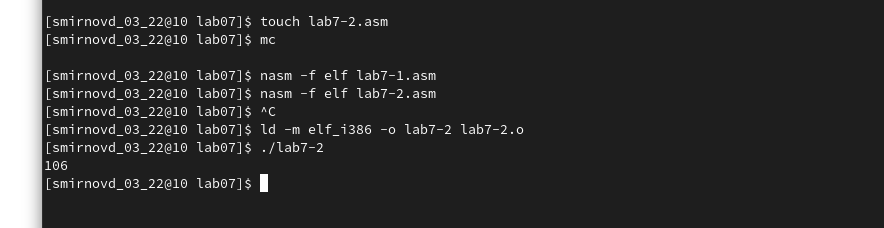 [smirnovd_03_22@10 lab07]$ touch lab7-2.asm
[smirnovd_03_22@10 lab07]$ mc
[smirnovd_03_22@10 lab07]$ nasm -f elf lab7-1.asm
[smirnovd_03_22@10 lab07]$ nasm -f elf lab7-2.asm
[smirnovd_03_22@10 lab07]$ ^C
[smirnovd_03_22@10 lab07]$ ld -m elf_i386 -o lab7-2 lab7-2.o
[smirnovd_03_22@10 lab07]$ ./lab7-2
106
[smirnovd_03_22@10 lab07]$